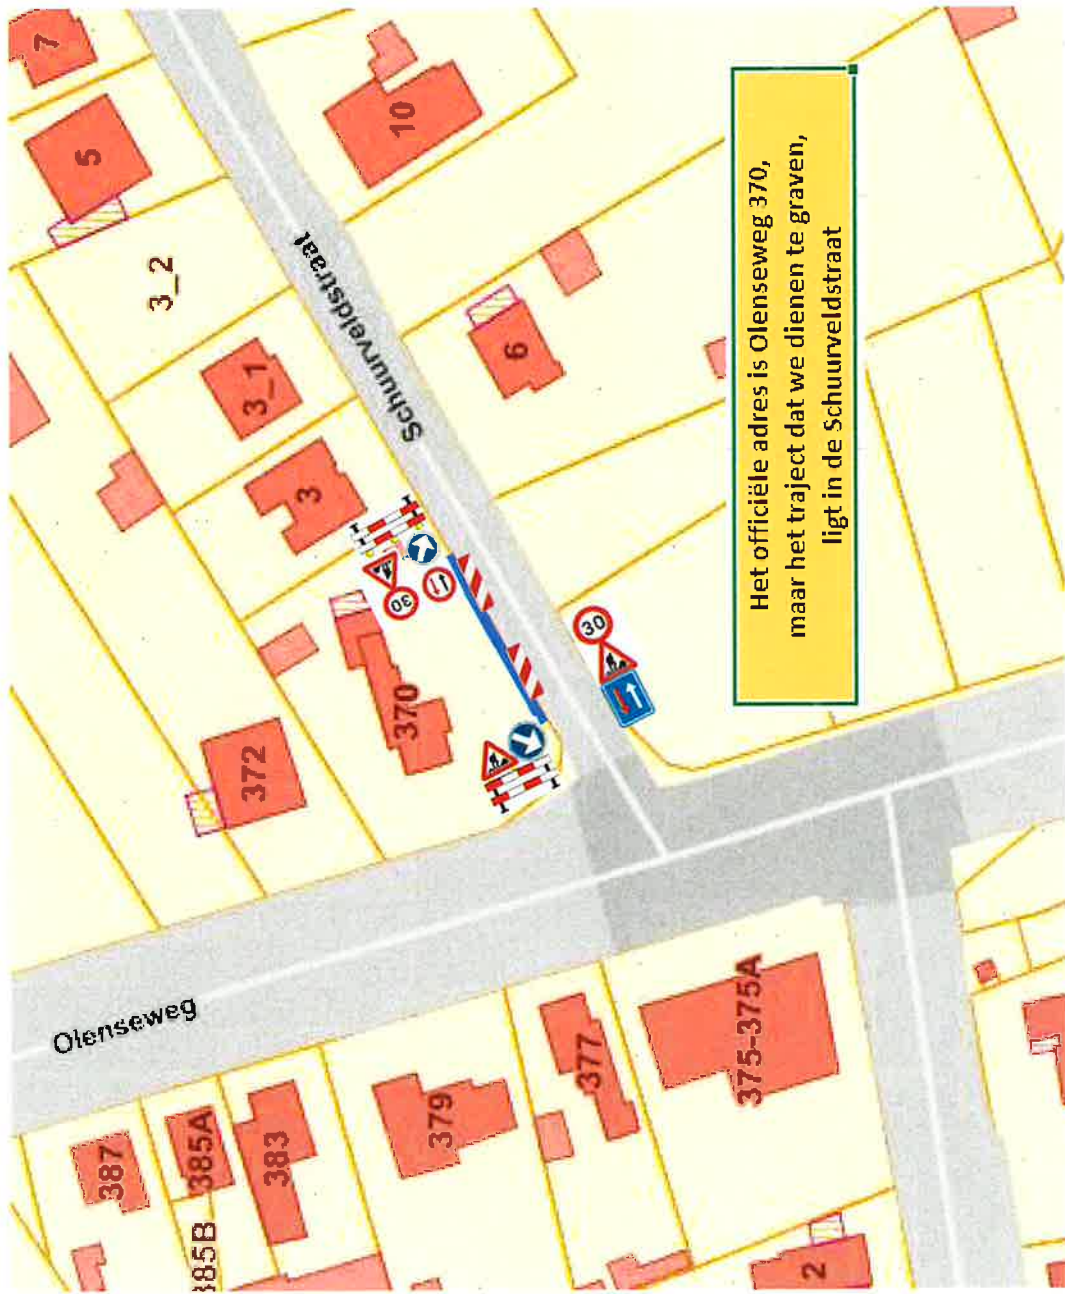 7
5
10
3_2
Schuurveldstraat
3_1
6
3
30
30
370
372
Het officiële adres is Olenseweg 370,
maar het traject dat we dienen te graven,
ligt in de Schuurveldstraat
Olenseweg
387
385A
385B
383
379
377
375-375A
2